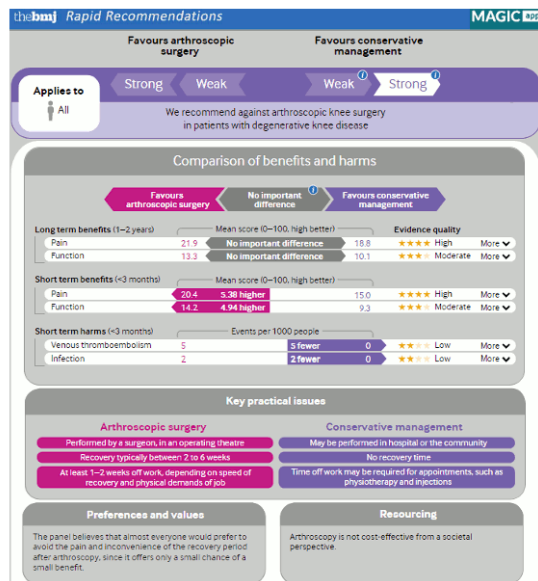 thebmj Rapid Recommendations
MAGIC app
Favours arthroscopic surgery
Favours conservative management
Applies to
All
Strong
Weak
Weak
Strong
We recommend against arthroscopic knee surgery
in patients with degenerative knee disease
Comparison of benefits and harms
Favours arthroscopic surgery
No important difference
Favours conservative management
Long term benefits (1–2 years)
Mean score (0–100, high better)
Evidence quality
Pain 21.9 No important difference 18.8 High More
Function 13.3 No important difference 10.1 Moderate More
Short term benefits (<3 months)
Mean score (0–100, high better)
Pain 20.4 5.38 higher 15.0 High More
Function 14.2 4.94 higher 9.3 Moderate More
Short term harms (<3 months)
Events per 1000 people
Venous thromboembolism 5 5 fewer 0 Low More
Infection 2 2 fewer 0 Low More
Key practical issues
Arthroscopic surgery
Conservative management
Performed by a surgeon, in an operating theatre
May be performed in hospital or the community
Recovery typically between 2 to 6 weeks
No recovery time
At least 1–2 weeks off work, depending on speed of
recovery and physical demands of job
Time off work may be required for appointments, such as
physiotherapy and injections
Preferences and values
The panel believes that almost everyone would prefer to
avoid the pain and inconvenience of the recovery period
after arthroscopy, since it offers only a small chance of a
small benefit.
Resourcing
Arthroscopy is not cost-effective from a societal
perspective.